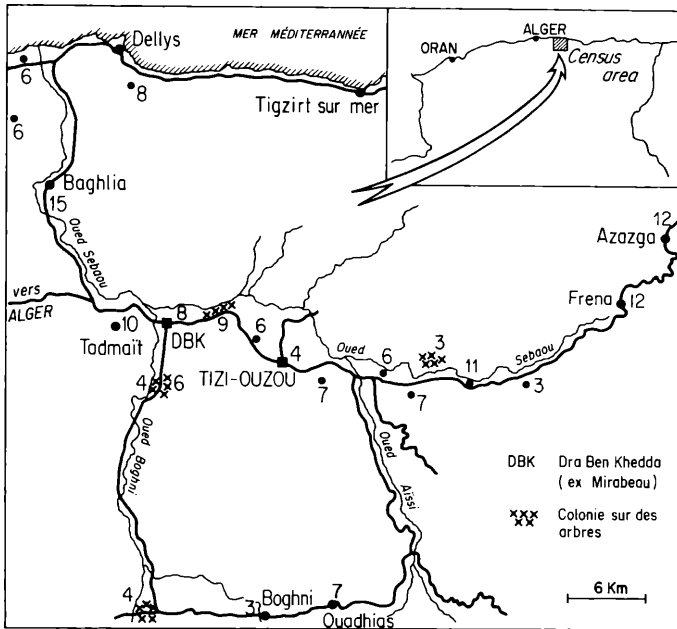 Dellys
MER MÉDITERRANNÉE
ALGER
ORAN
Census
area
6
8
Tigzirt sur mer
6
Baghlia
15
Oued Sebaou
12
Azazga
vers
ALGER
Frena
12
8
9
10
DBK
Tadmaït
6
4
TIZI-OUZOU
Oued
3
Sebaou
6
11
4
6
7
7
3
Oued Boghni
Oued
Aïssi
DBK Dra Ben Khedda
(ex Mirabeau)
Colonie sur des
arbres
4
3
Boghni
7
Ouadhias
6 Km